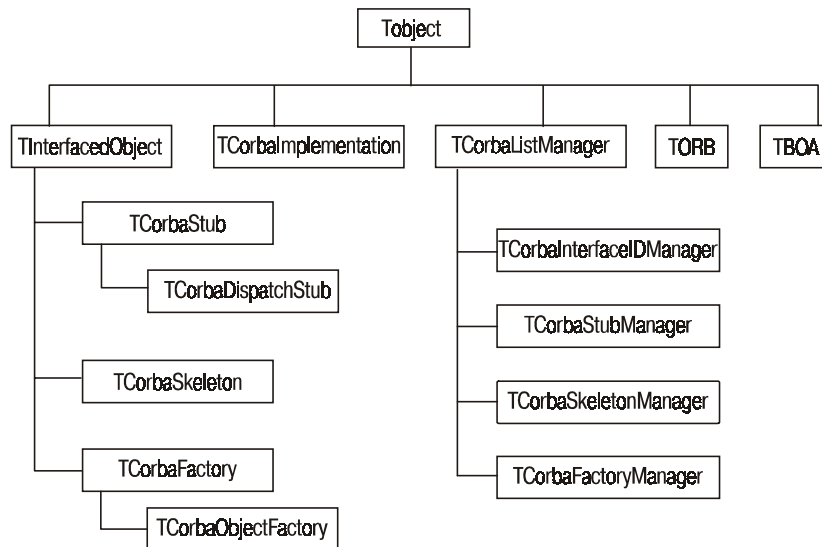 Tobject
TInterfacedObject
TCorbaImplementation
TCorbaListManager
TORB
TBOA
TCorbaStub
TCorbaDispatchStub
TCorbaSkeleton
TCorbaFactory
TCorbaObjectFactory
TCorbaInterfaceIDManager
TCorbaStubManager
TCorbaSkeletonManager
TCorbaFactoryManager